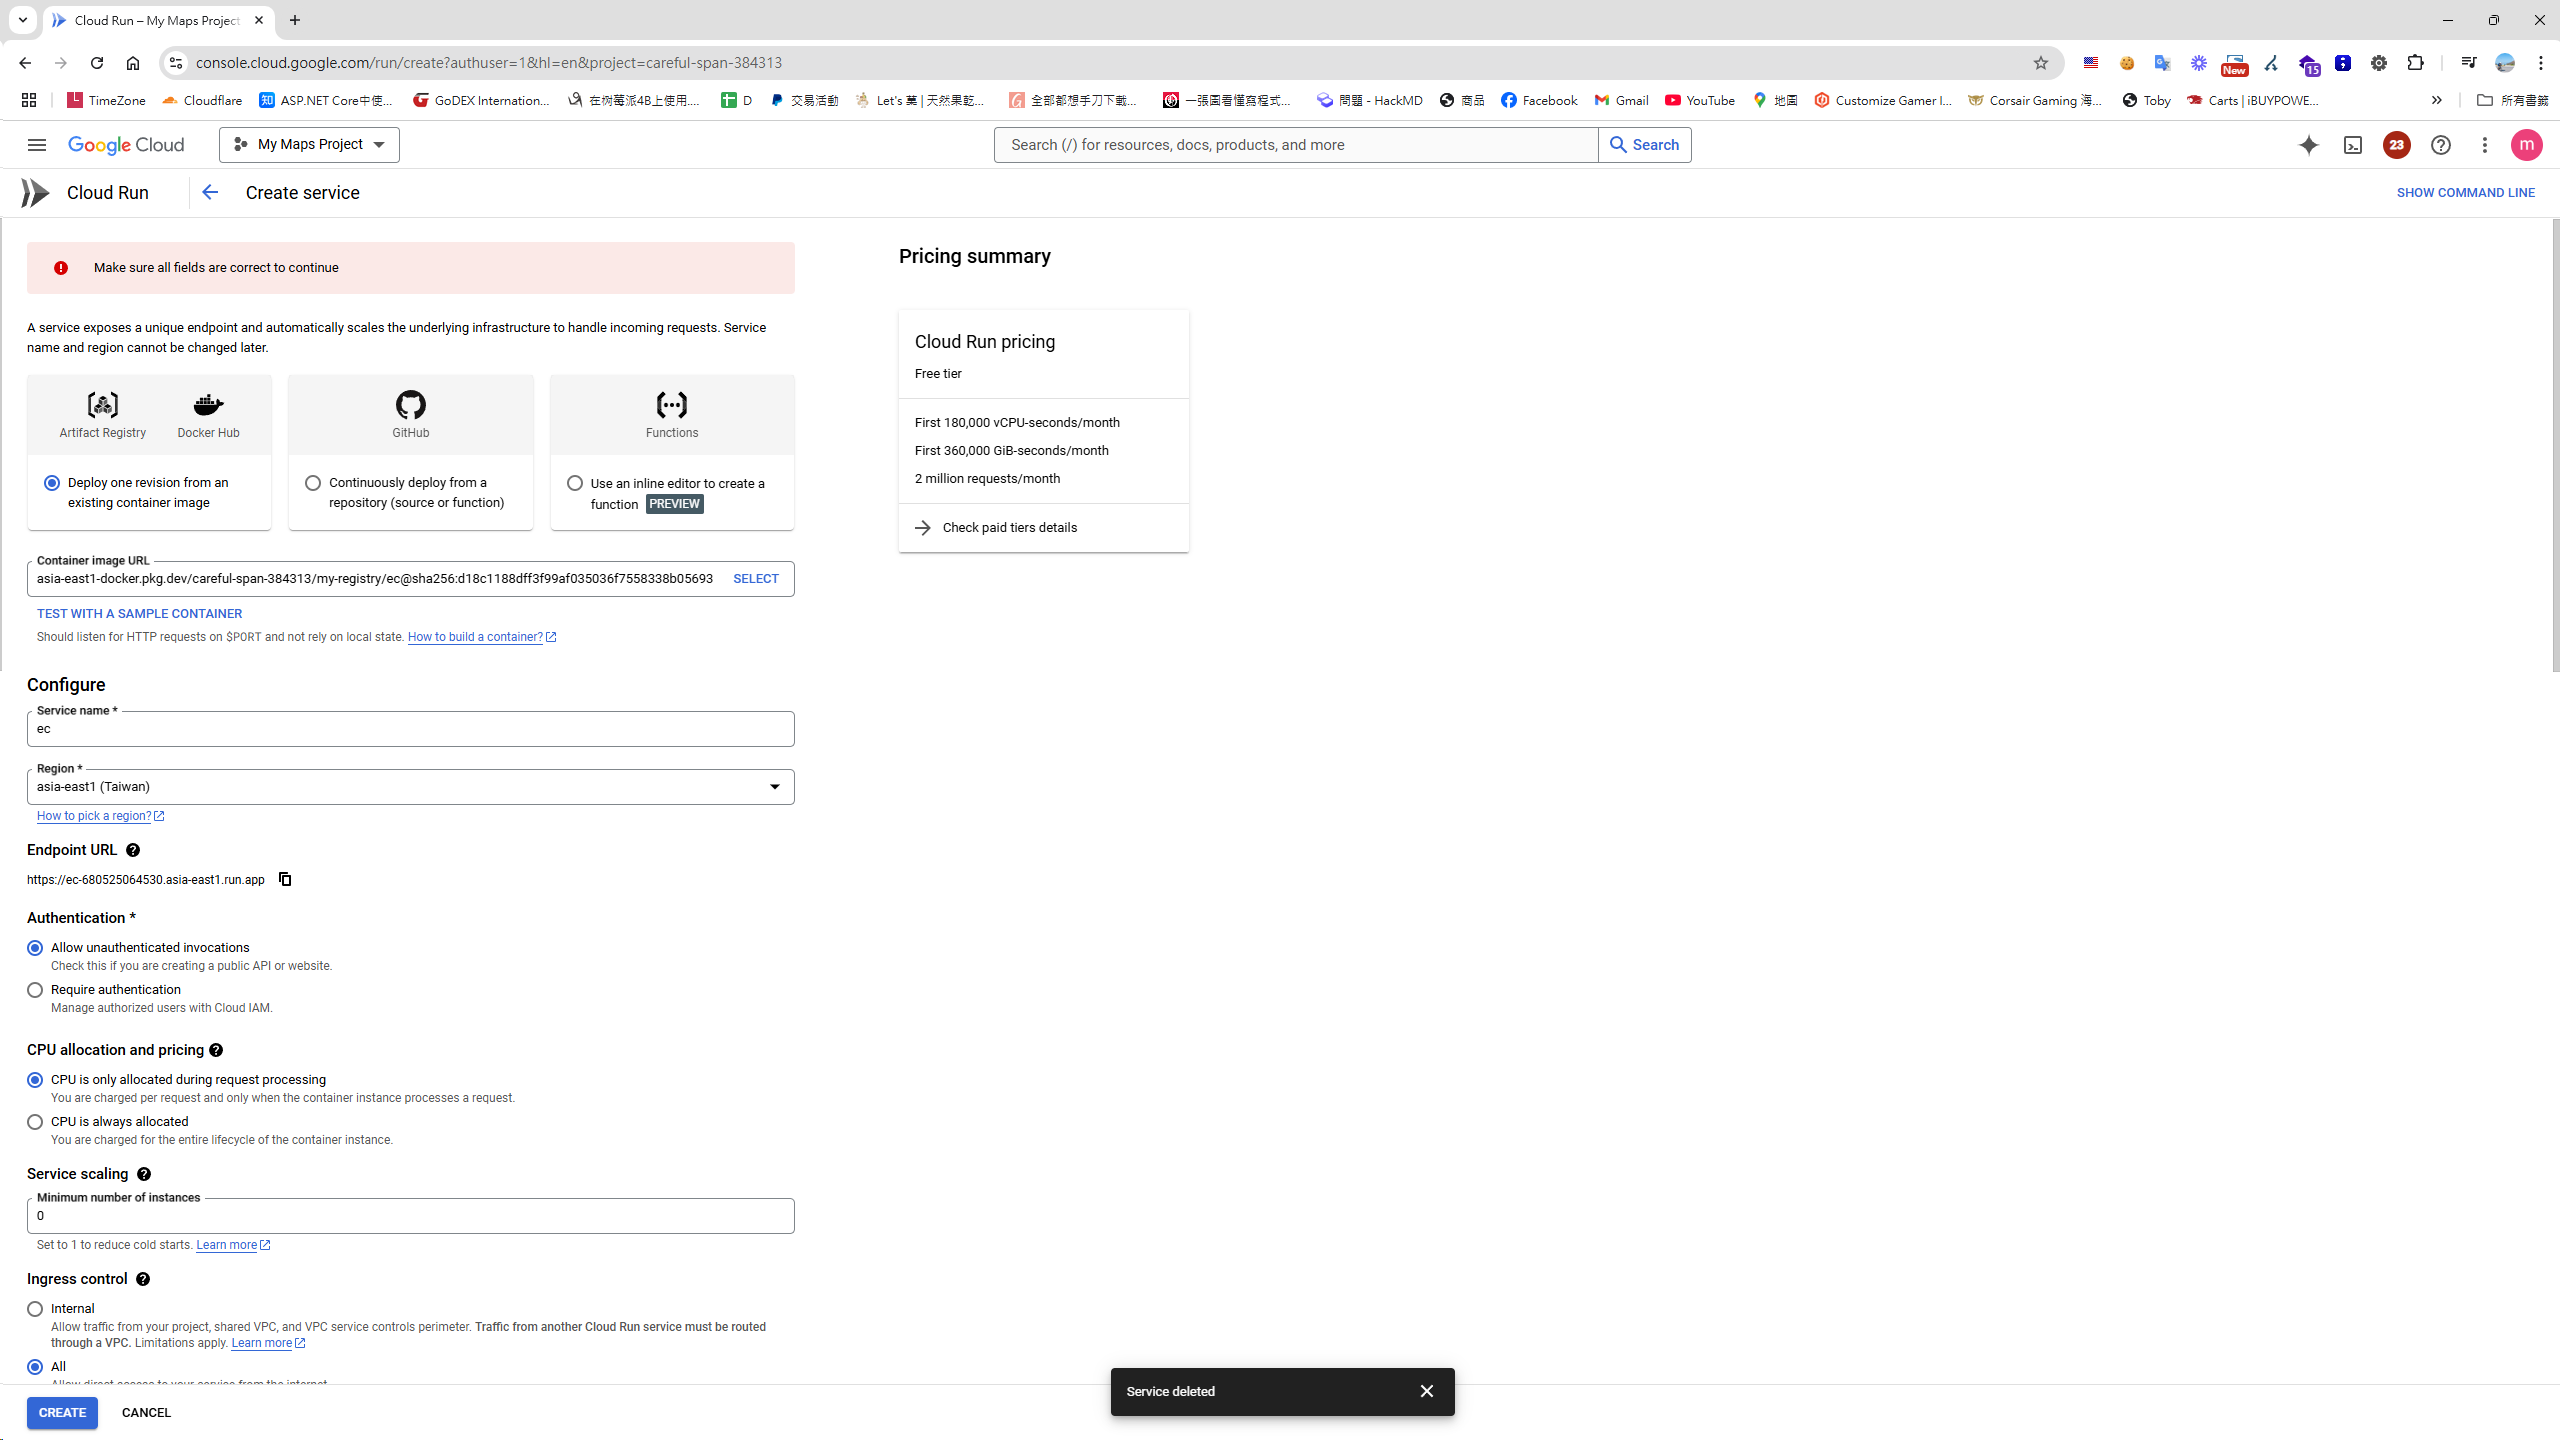 Cloud Run – My Maps Project
console.cloud.google.com/run/create?authuser=1&hl=en&project=careful-span-384313
New
15
TimeZone
Cloudflare
ASP.NET Core中使...
GoDEX Internation...
在树莓派4B上使用....
D
交易活動
Let's 菓 | 天然果乾...
全部都想手刀下載...
一張圖看懂寫程式...
問題 - HackMD
商品
Facebook
Gmail
YouTube
地圖
Customize Gamer I...
Corsair Gaming 海...
Toby
Carts | iBUYPOWE...
所有書籤
Google Cloud
My Maps Project
Search (/) for resources, docs, products, and more
Search
23
m
Cloud Run
Create service
SHOW COMMAND LINE
Make sure all fields are correct to continue
A service exposes a unique endpoint and automatically scales the underlying infrastructure to handle incoming requests. Service
name and region cannot be changed later.
Artifact Registry
Docker Hub
GitHub
Functions
Deploy one revision from an
existing container image
Continuously deploy from a
repository (source or function)
Use an inline editor to create a
function PREVIEW
Container image URL
asia-east1-docker.pkg.dev/careful-span-384313/my-registry/ec@sha256:d18c1188dff3f99af035036f7558338b05693
SELECT
TEST WITH A SAMPLE CONTAINER
Should listen for HTTP requests on $PORT and not rely on local state. How to build a container?
Configure
Service name *
ec
Region *
asia-east1 (Taiwan)
How to pick a region?
Endpoint URL
https://ec-680525064530.asia-east1.run.app
Authentication *
Allow unauthenticated invocations
Check this if you are creating a public API or website.
Require authentication
Manage authorized users with Cloud IAM.
CPU allocation and pricing
CPU is only allocated during request processing
You are charged per request and only when the container instance processes a request.
CPU is always allocated
You are charged for the entire lifecycle of the container instance.
Service scaling
Minimum number of instances
0
Set to 1 to reduce cold starts. Learn more
Ingress control
Internal
Allow traffic from your project, shared VPC, and VPC service controls perimeter. Traffic from another Cloud Run service must be routed
through a VPC. Limitations apply. Learn more
All
Allow direct access to your service from the internet
CREATE
CANCEL
Pricing summary
Cloud Run pricing
Free tier
First 180,000 vCPU-seconds/month
First 360,000 GiB-seconds/month
2 million requests/month
Check paid tiers details
Service deleted